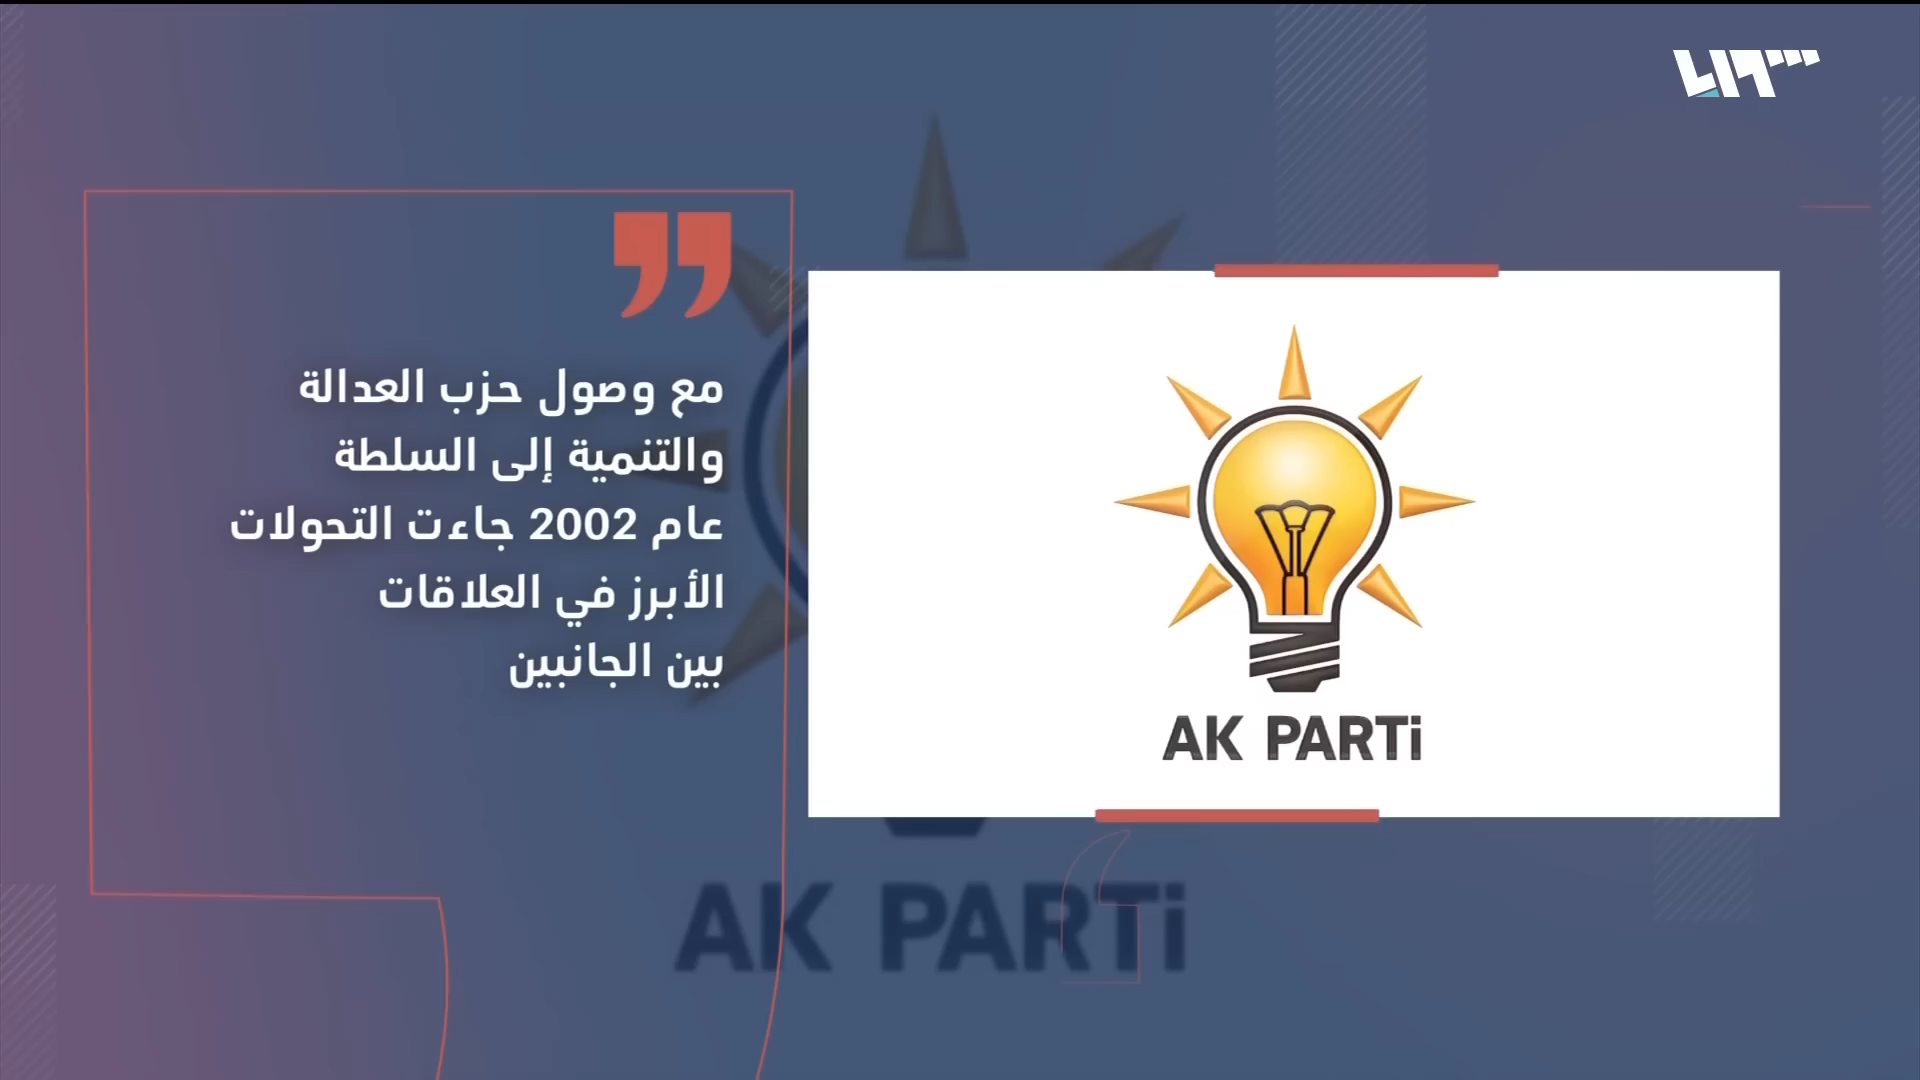 مع وصول حزب العدالة
والتنمية إلى السلطة
عام 2002 جاءت التحولات
الأبرز في العلاقات
بين الجانبين
AK PARTi
AK PARTi